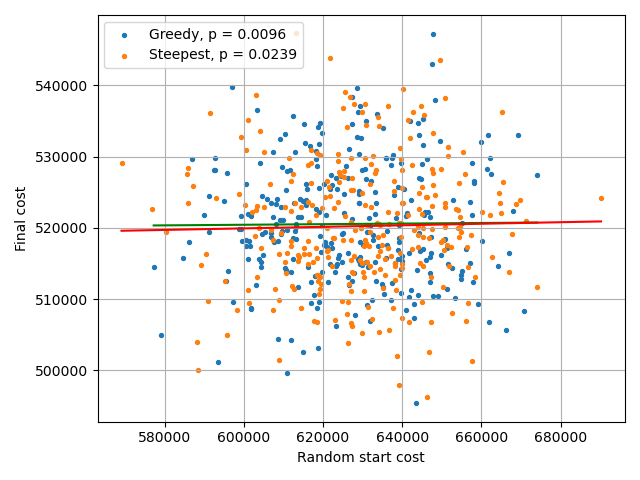 Greedy, p = 0.0096
Steepest, p = 0.0239
Final cost
540000
530000
520000
510000
500000
580000 600000 620000 640000 660000 680000
Random start cost